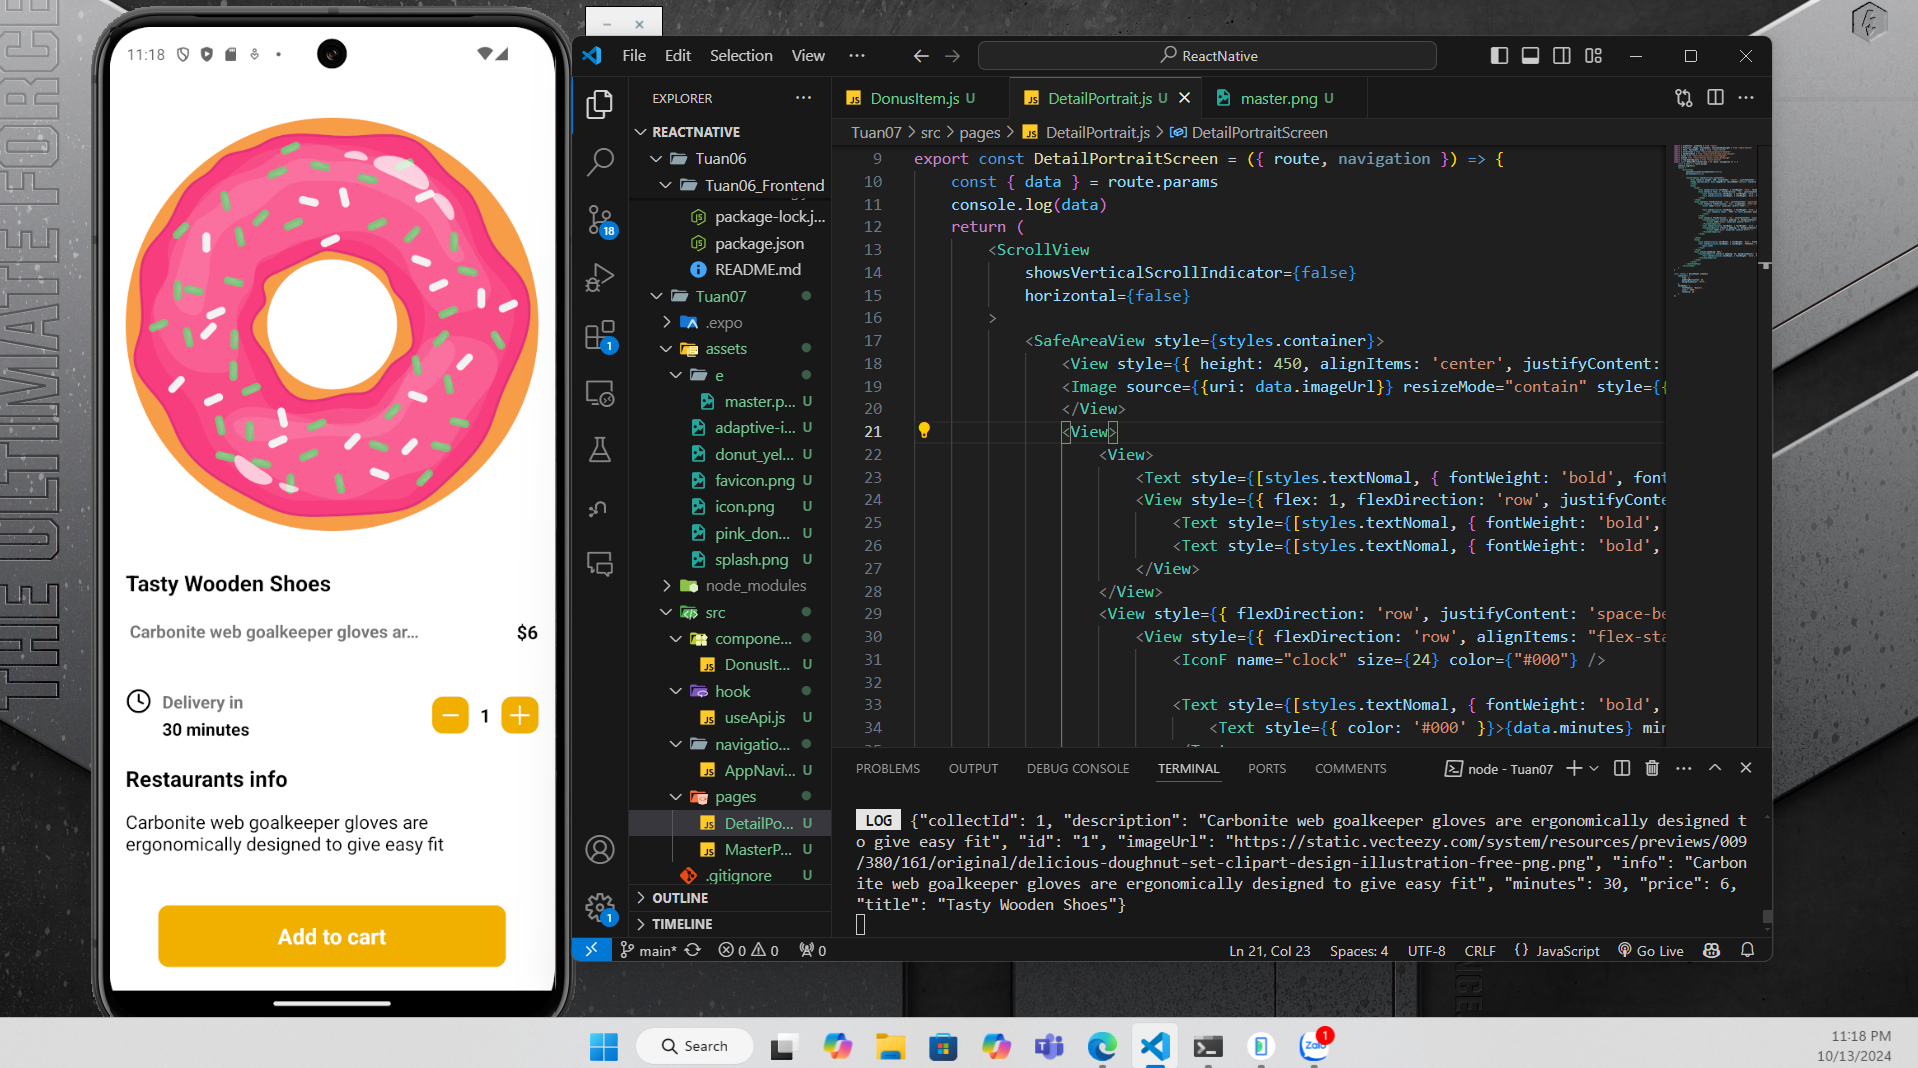 THE ULTIMATE FORCE
11:18
Tasty Wooden Shoes
Carbonite web goalkeeper gloves ar...
$6
Delivery in
30 minutes
1
Restaurants info
Carbonite web goalkeeper gloves are
ergonomically designed to give easy fit
Add to cart
File Edit Selection View ···
ReactNative
EXPLORER
REACTNATIVE
Tuan06
Tuan06_Frontend
package-lock.j...
package.json
README.md
Tuan07
.expo
assets
e
master.p... U
adaptive-i... U
donut_yel... U
favicon.png U
icon.png U
pink_don... U
splash.png U
node_modules
src
compone...
DonusIt... U
hook
useApi.js U
navigatio...
AppNavi... U
pages
DetailPo... U
MasterP... U
.gitignore U
OUTLINE
TIMELINE
18
1
1
DonusItem.js U
DetailPortrait.js U
master.png U
Tuan07 > src > pages > JS DetailPortrait.js > DetailPortraitScreen
9 export const DetailPortraitScreen = ({ route, navigation }) => {
10 const { data } = route.params
11 console.log(data)
12 return (
13 <ScrollView
14 showsVerticalScrollIndicator={false}
15 horizontal={false}
16 >
17 <SafeAreaView style={styles.container}>
18 <View style={{ height: 450, alignItems: 'center', justifyContent:
19 <Image source={{uri: data.imageUrl}} resizeMode="contain" style={{
20 </View>
21 <View>
22 <View>
23 <Text style={[styles.textNomal, { fontWeight: 'bold', font
24 <View style={{ flex: 1, flexDirection: 'row', justifyConte
25 <Text style={[styles.textNomal, { fontWeight: 'bold',
26 <Text style={[styles.textNomal, { fontWeight: 'bold',
27 </View>
28 </View>
29 <View style={{ flexDirection: 'row', justifyContent: 'space-be
30 <View style={{ flexDirection: 'row', alignItems: "flex-sta
31 <IconF name="clock" size={24} color={"#000"} />
32
33 <Text style={[styles.textNomal, { fontWeight: 'bold',
34 <Text style={{ color: '#000' }}>{data.minutes} min
PROBLEMS OUTPUT DEBUG CONSOLE TERMINAL PORTS COMMENTS
node - Tuan07
LOG {"collectId": 1, "description": "Carbonite web goalkeeper gloves are ergonomically designed t
o give easy fit", "id": "1", "imageUrl": "https://static.vecteezy.com/system/resources/previews/009
/380/161/original/delicious-doughnut-set-clipart-design-illustration-free-png.png", "info": "Carbon
ite web goalkeeper gloves are ergonomically designed to give easy fit", "minutes": 30, "price": 6,
"title": "Tasty Wooden Shoes"}
main* 0 0 0
Ln 21, Col 23 Spaces: 4 UTF-8 CRLF {} JavaScript Go Live
Search
Zalo
1
11:18 PM
10/13/2024